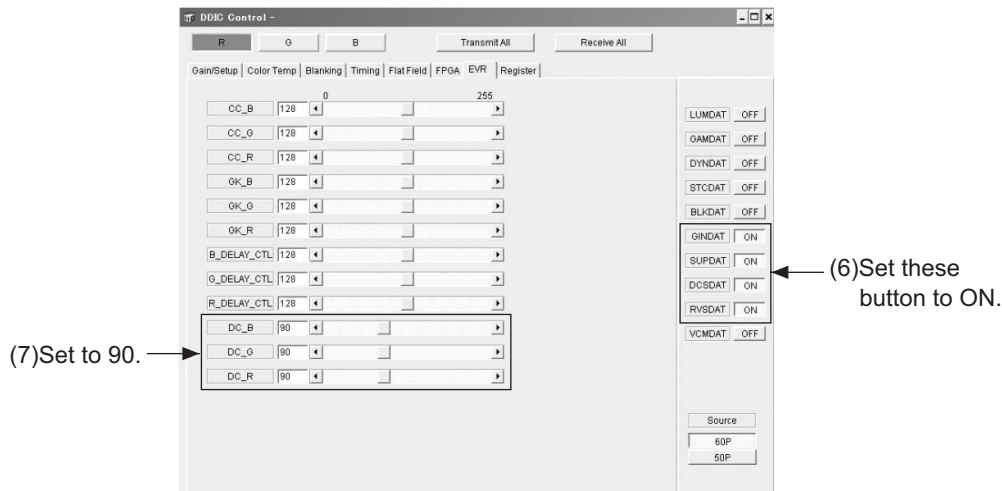 DDIC Control -
R G B Transmit All Receive All
Gain/Setup Color Temp Blanking Timing Flat Field FPGA EVR Register
0 255
CC_B 128
CC_G 128
CC_R 128
GK_B 128
GK_G 128
GK_R 128
B_DELAY_CTL 128
G_DELAY_CTL 128
R_DELAY_CTL 128
DC_B 90
DC_G 90
DC_R 90
(7)Set to 90.
LUMDAT OFF
GAMDAT OFF
DYNDAT OFF
STCDAT OFF
BLKDAT OFF
GINDAT ON
SUPDAT ON
DCSDAT ON
RVSDAT ON
VCMDAT OFF
(6)Set these
button to ON.
Source
60P
50P